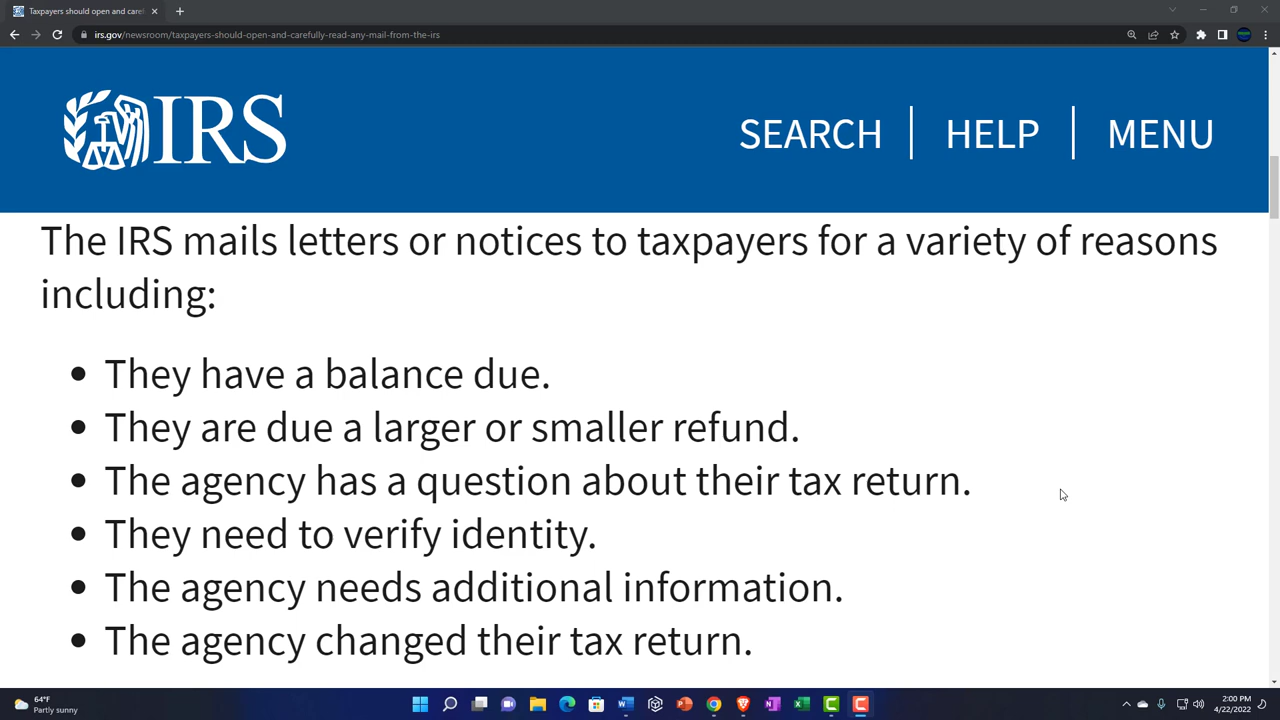 Taxpayers should open and caref
irs.gov/newsroom/taxpayers-should-open-and-carefully-read-any-mail-from-the-irs
IRS
SEARCH
HELP
MENU
The IRS mails letters or notices to taxpayers for a variety of reasons
including:
• They have a balance due.
• They are due a larger or smaller refund.
• The agency has a question about their tax return.
• They need to verify identity.
• The agency needs additional information.
• The agency changed their tax return.
64°F
Partly sunny
2:00 PM
4/22/2022